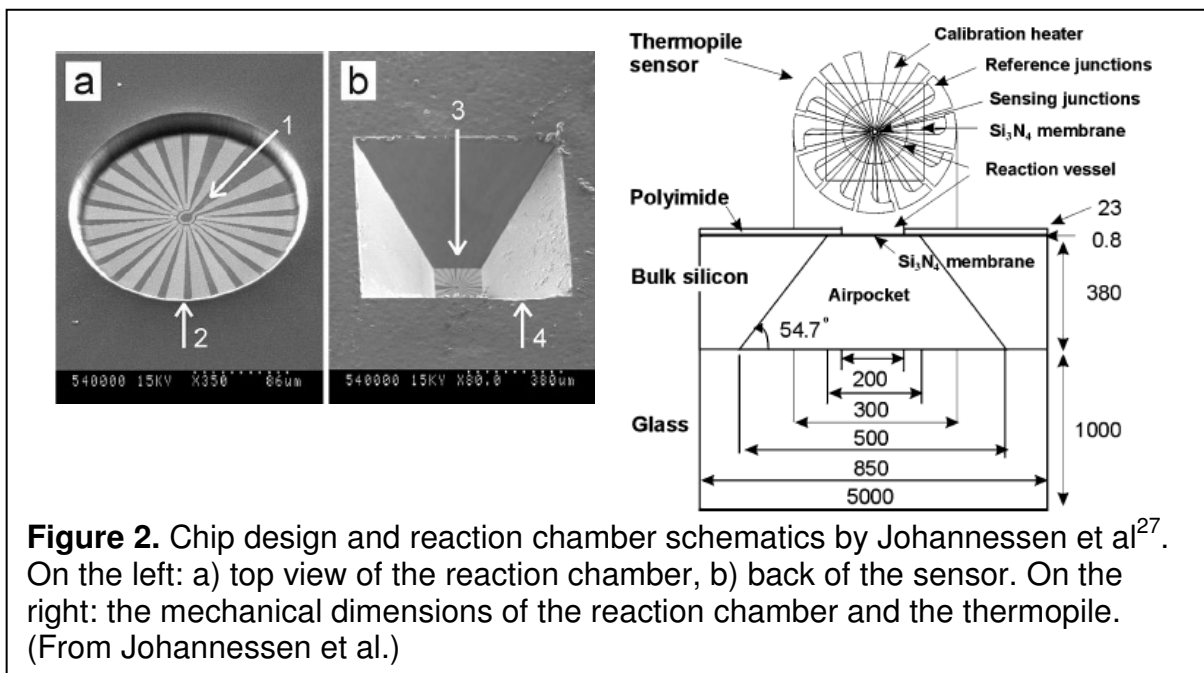 a
1
2
540000 15KV X350 86um
b
3
4
540000 15KV X80.0 380um
Thermopile
sensor
Calibration heater
Reference junctions
Sensing junctions
Si₃N₄ membrane
Reaction vessel
Polyimide
23
0.8
Si₃N₄ membrane
Bulk silicon
Airpocket
380
54.7°
200
300
Glass
500
1000
850
5000
Figure 2. Chip design and reaction chamber schematics by Johannessen et al²⁷.
On the left: a) top view of the reaction chamber, b) back of the sensor. On the
right: the mechanical dimensions of the reaction chamber and the thermopile.
(From Johannessen et al.)